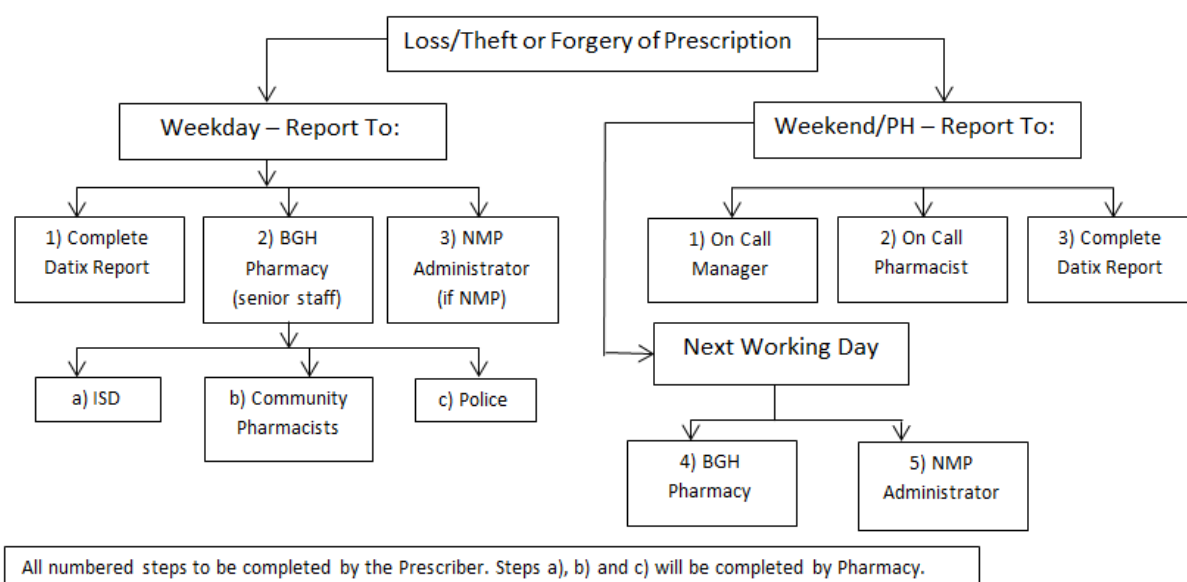 Loss/Theft or Forgery of Prescription
Weekday – Report To:
Weekend/PH – Report To:
1) Complete
Datix Report
2) BGH
Pharmacy
(senior staff)
3) NMP
Administrator
(if NMP)
1) On Call
Manager
2) On Call
Pharmacist
3) Complete
Datix Report
a) ISD
b) Community
Pharmacists
c) Police
Next Working Day
4) BGH
Pharmacy
5) NMP
Administrator
All numbered steps to be completed by the Prescriber. Steps a), b) and c) will be completed by Pharmacy.